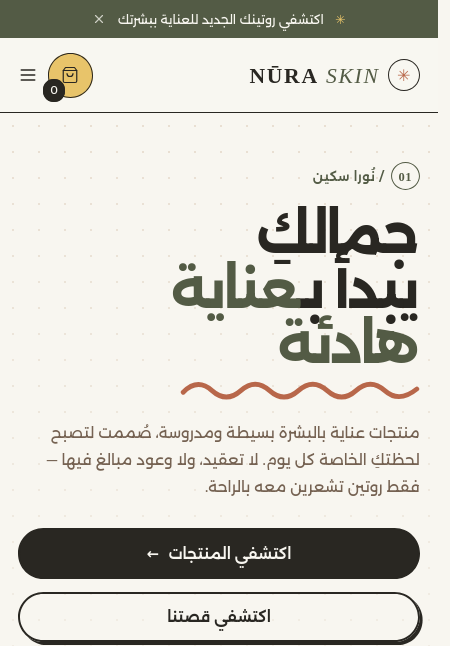 ✳ اكتشفي روتينك الجديد للعناية ببشرتك ×
NŪRA SKIN
0
01 / نُورا سكين
جمالكِ
يبدأ بعناية
هادئة
منتجات عناية بالبشرة بسيطة ومدروسة، صُممت لتصبح
لحظتكِ الخاصة كل يوم. لا تعقيد، ولا وعود مبالغ فيها —
فقط روتين تشعرين معه بالراحة.
اكتشفي المنتجات ←
اكتشفي قصتنا